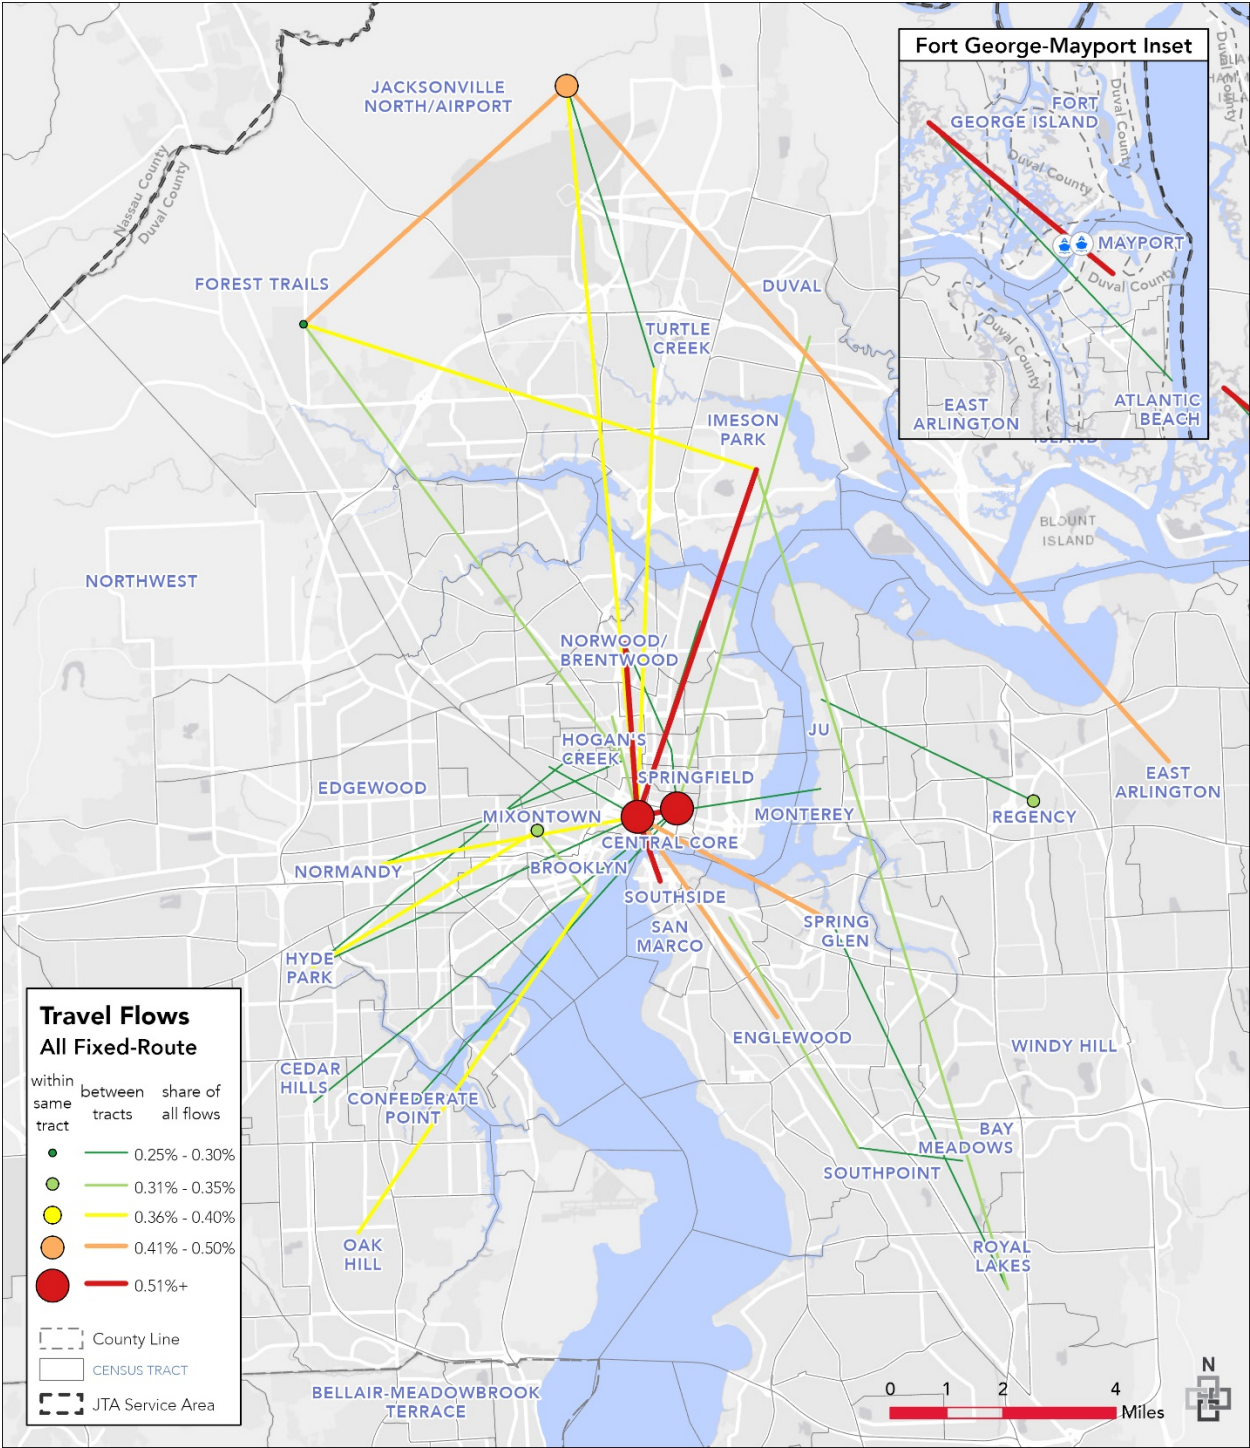 Fort George-Mayport Inset
FORT
GEORGE ISLAND
Duval County
Duval County
MAYPORT
Duval County
Duval County
EAST
ARLINGTON
ATLANTIC
BEACH
Duval County
ISLAND
JACKSONVILLE
NORTH/AIRPORT
Nassau County
Duval County
FOREST TRAILS
DUVAL
TURTLE
CREEK
IMESON
PARK
BLOUNT
ISLAND
NORTHWEST
NORWOOD/
BRENTWOOD
JU
HOGAN'S
CREEK
SPRINGFIELD
EDGEWOOD
EAST
ARLINGTON
MIXONTOWN
MONTEREY
REGENCY
CENTRAL CORE
NORMANDY
BROOKLYN
SOUTHSIDE
SPRING
GLEN
SAN
MARCO
HYDE
PARK
ENGLEWOOD
WINDY HILL
CEDAR
HILLS
CONFEDERATE
POINT
BAY
MEADOWS
SOUTHPOINT
OAK
HILL
ROYAL
LAKES
BELLAIR-MEADOWBROOK
TERRACE
Travel Flows
All Fixed-Route
within
same
tract
between
tracts
share of
all flows
0.25% - 0.30%
0.31% - 0.35%
0.36% - 0.40%
0.41% - 0.50%
0.51%+
County Line
CENSUS TRACT
JTA Service Area
0 1 2 4
Miles
N